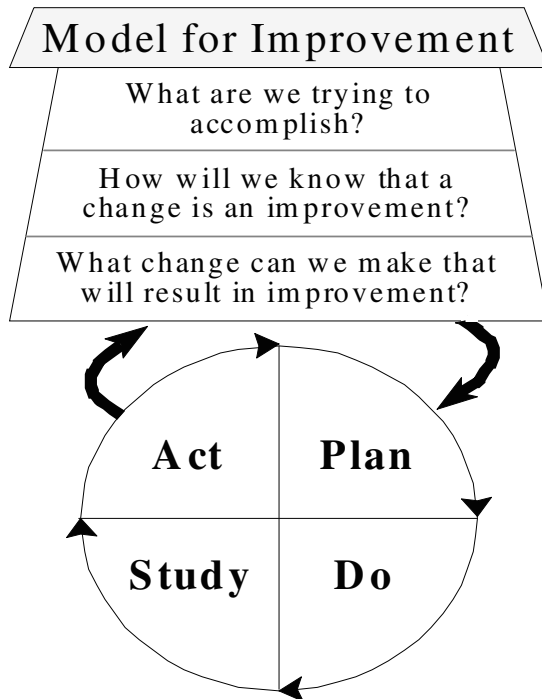 Model for Improvement
What are we trying to
accomplish?
How will we know that a
change is an improvement?
What change can we make that
will result in improvement?
Act
Plan
Study
Do